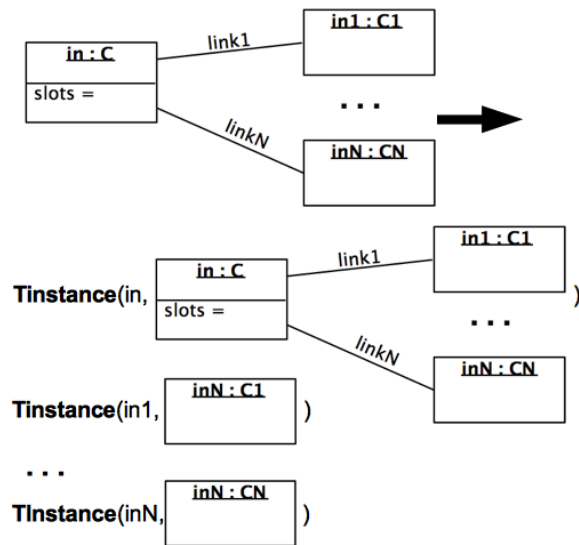 in : C
slots =
link1
in1 : C1
...
linkN
inN : CN
Tinstance(in,
in : C
slots =
link1
in1 : C1
)
...
linkN
inN : CN
Tinstance(in1, inN : C1 )
...
TInstance(inN, inN : CN )